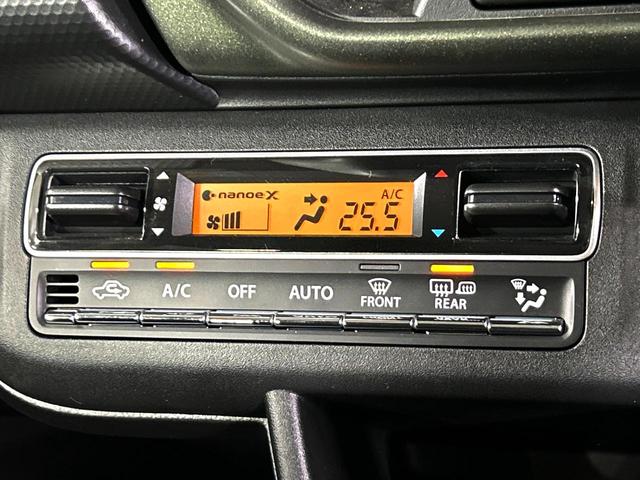 nanoeX
A/C
25.5
A/C
OFF
AUTO
FRONT
REAR